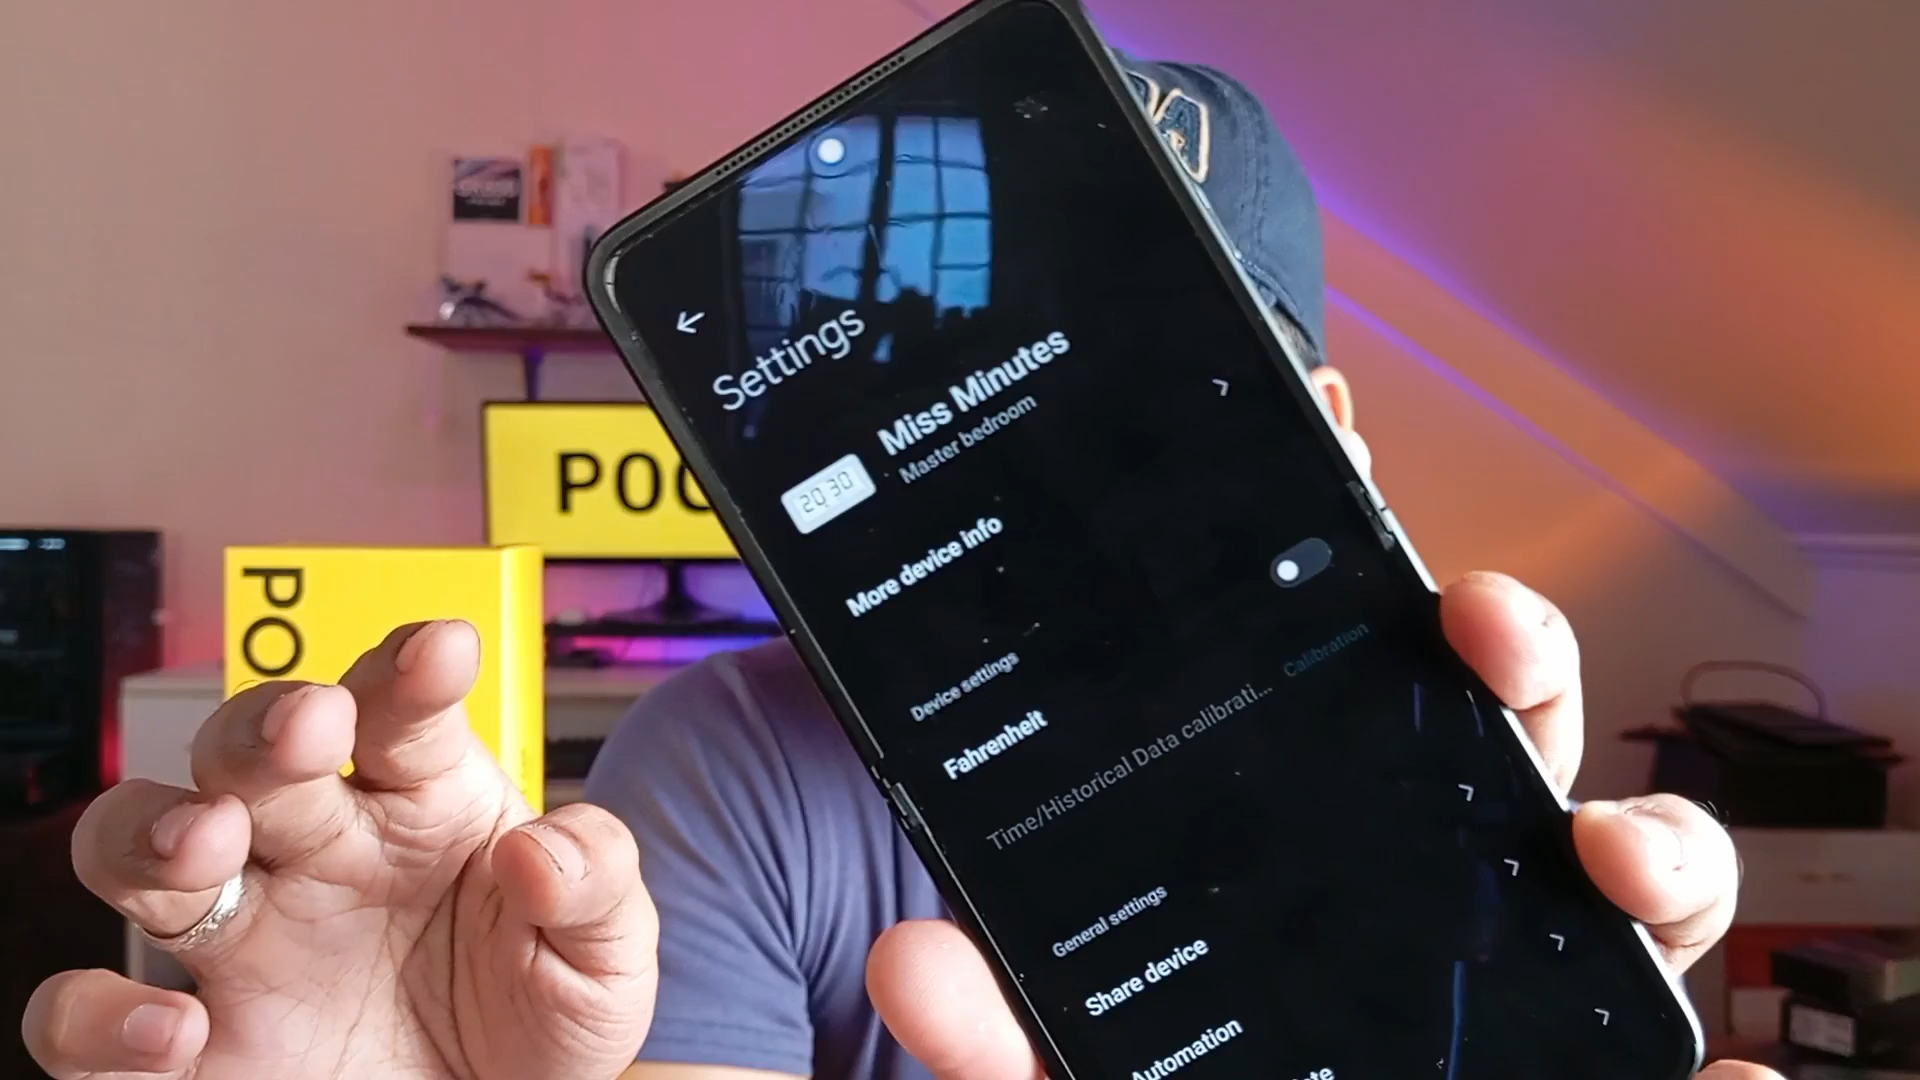 Settings
Miss Minutes
Master bedroom
20:30
More device info
Device settings
Fahrenheit
Time/Historical Data calibrati...
Calibration
General settings
Share device
Automation
POC
PO